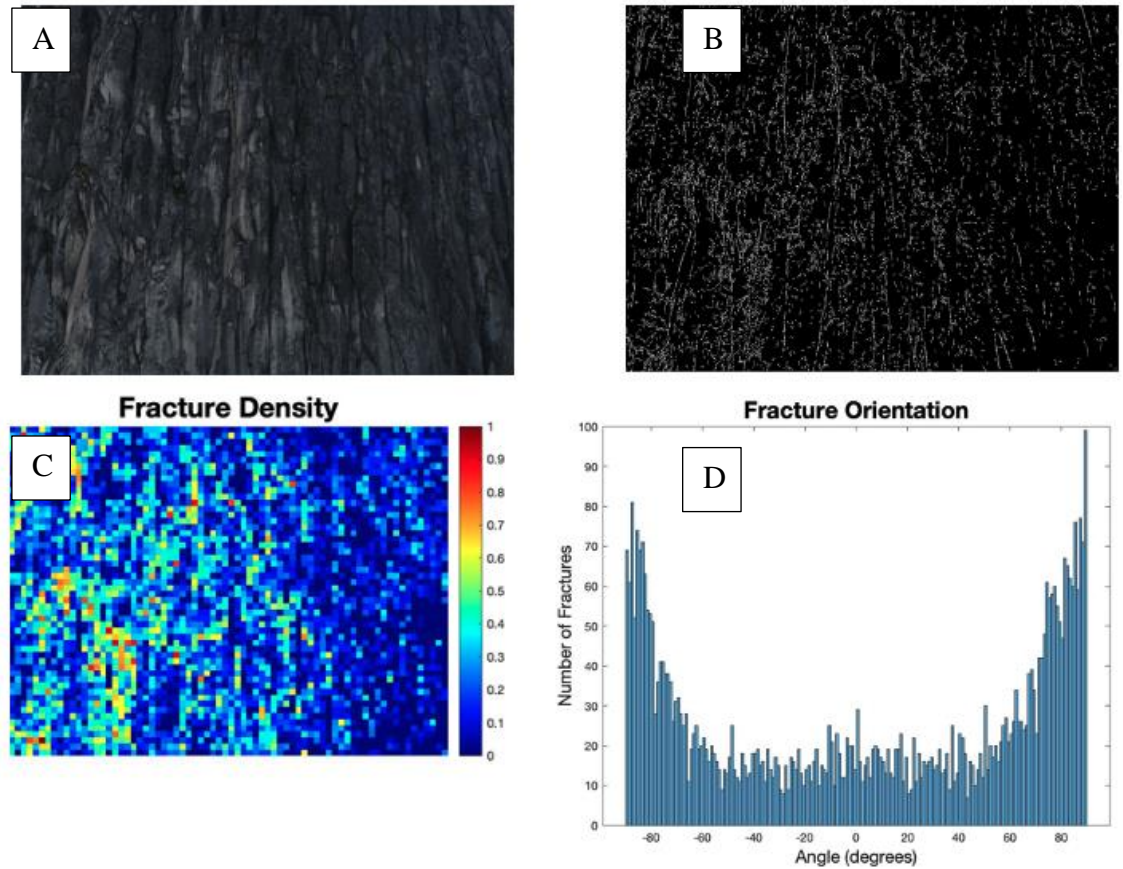 A
B
Fracture Density
C
1
0.9
0.8
0.7
0.6
0.5
0.4
0.3
0.2
0.1
0
Fracture Orientation
D
Number of Fractures
100
90
80
70
60
50
40
30
20
10
0
-80 -60 -40 -20 0 20 40 60 80
Angle (degrees)